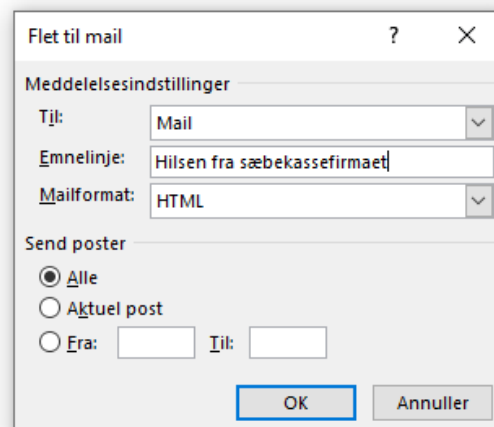 Flet til mail ?
Meddelelsesindstillinger
Til: Mail
Emnelinje: Hilsen fra sæbekassefirmaet
Mailformat: HTML
Send poster
Alle
Aktuel post
Fra: Til:
OK Annuller